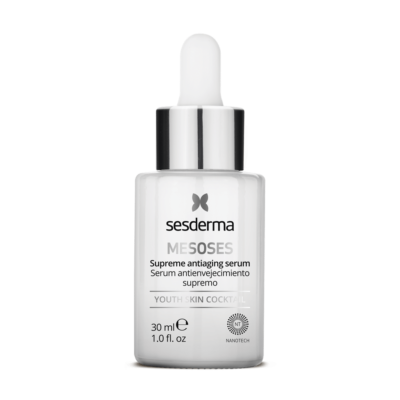 sesderma
MESOSES
Supreme antiaging serum
Serum antienvejecimiento
supremo
YOUTH SKIN COCKTAIL
30 ml ℮
1.0 fl. oz
NANOTECH